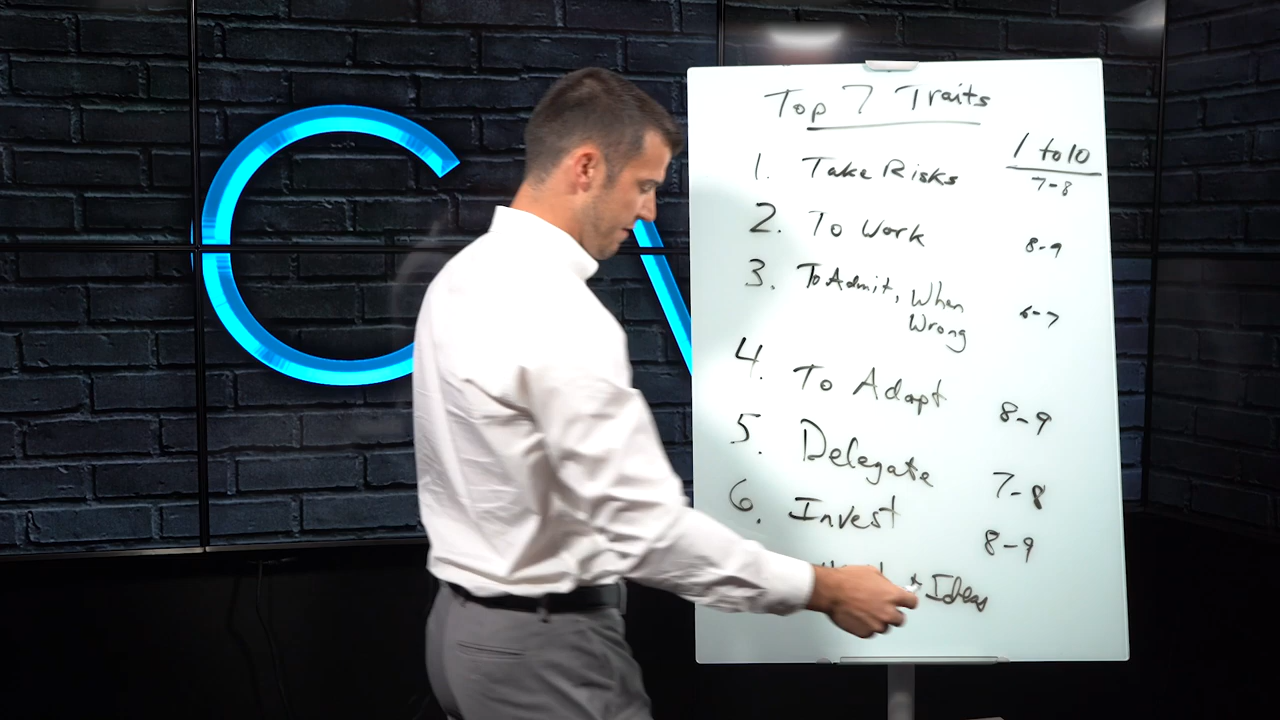 Top 7 Traits
1 to 10
1. Take Risks 7-8
2. To Work 8-9
3. To Admit, When
Wrong 6-7
4. To Adapt 8-9
5. Delegate 7-8
6. Invest 8-9
+ Ideas
C